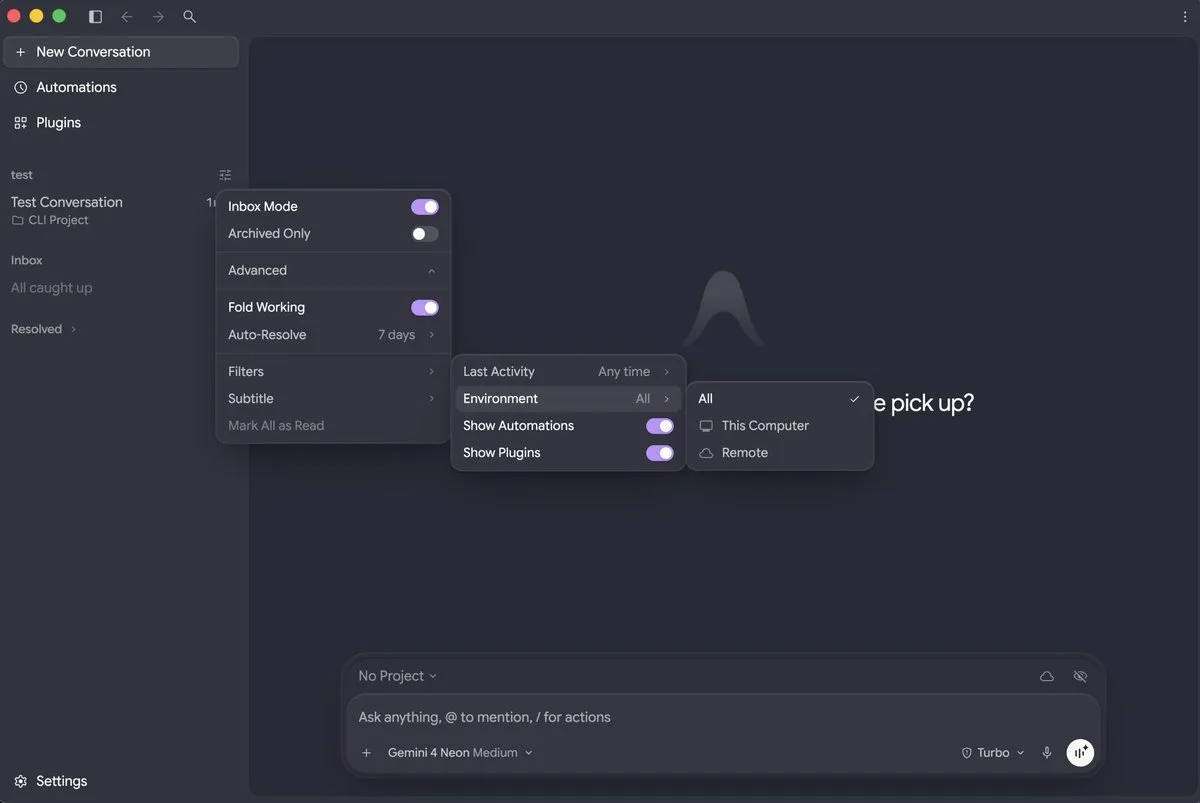 New Conversation
Automations
Plugins
test
Test Conversation
CLI Project
Inbox
All caught up
Resolved
Inbox Mode
Archived Only
Advanced
Fold Working
Auto-Resolve 7 days
Filters
Subtitle
Mark All as Read
Last Activity Any time
Environment All
Show Automations
Show Plugins
All
This Computer
Remote
pick up?
No Project
Ask anything, @ to mention, / for actions
Gemini 4 Neon Medium
Turbo
Settings